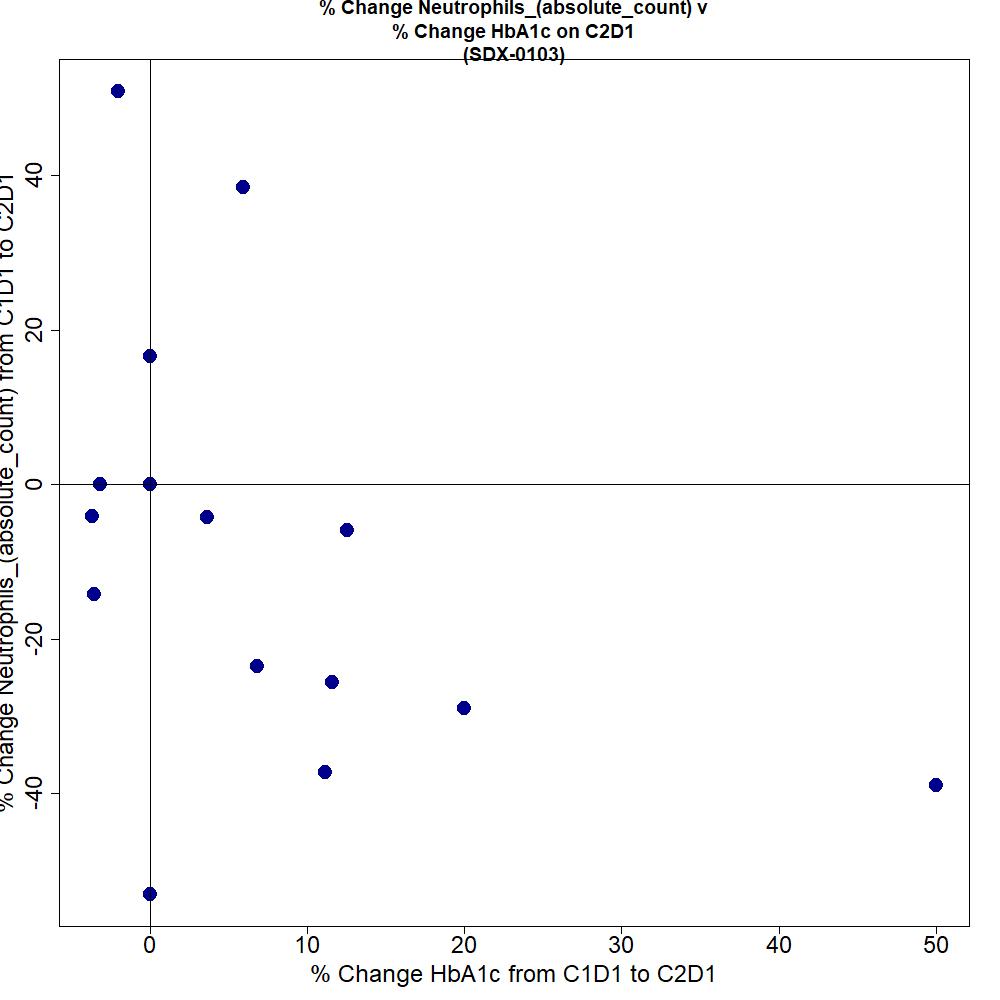 % Change Neutrophils_(absolute_count) v
% Change HbA1c on C2D1
(SDX-0103)
% Change Neutrophils_(absolute_count) from C1D1 to C2D1
40
20
0
-20
-40
0 10 20 30 40 50
% Change HbA1c from C1D1 to C2D1